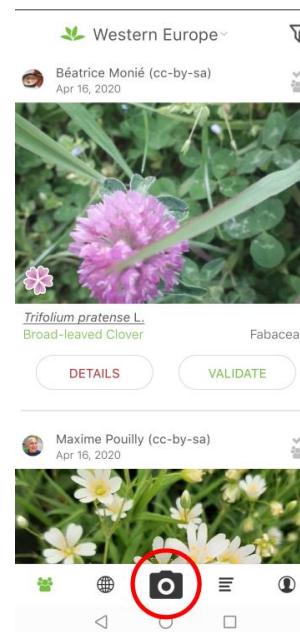 Western Europe
Béatrice Monié (cc-by-sa)
Apr 16, 2020
Trifolium pratense L.
Broad-leaved Clover
Fabacea
DETAILS
VALIDATE
Maxime Pouilly (cc-by-sa)
Apr 16, 2020